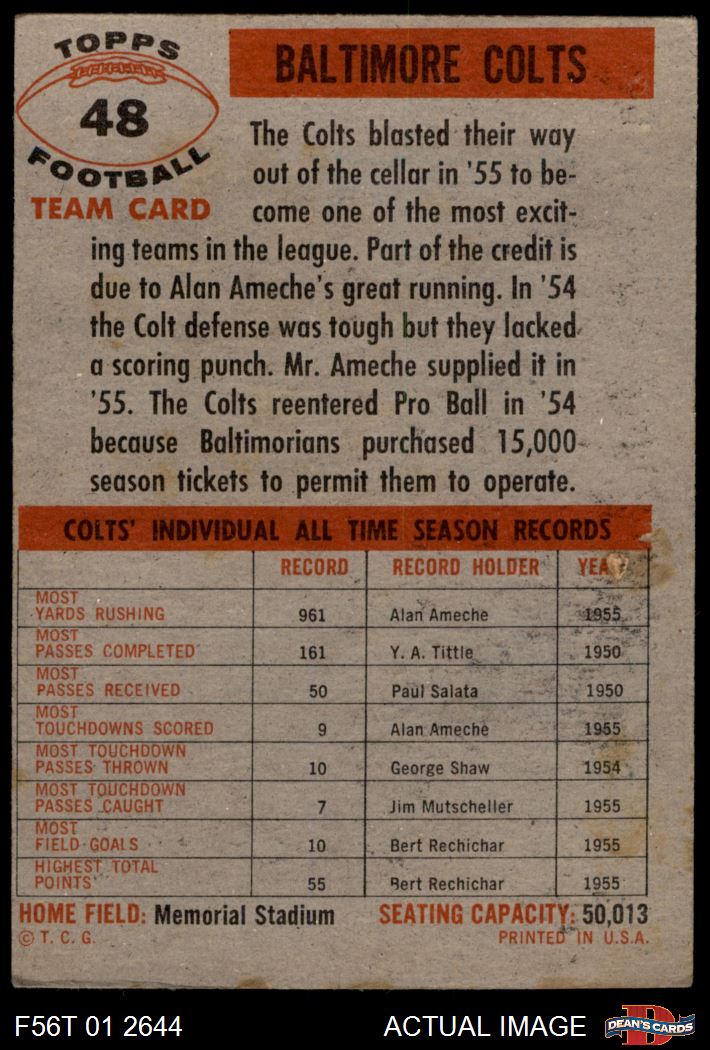 TOPPS
48
FOOTBALL
TEAM CARD
BALTIMORE COLTS
The Colts blasted their way
out of the cellar in '55 to be-
come one of the most excit-
ing teams in the league. Part of the credit is
due to Alan Ameche's great running. In '54
the Colt defense was tough but they lacked
a scoring punch. Mr. Ameche supplied it in
'55. The Colts reentered Pro Ball in '54
because Baltimorians purchased 15,000
season tickets to permit them to operate.
COLTS' INDIVIDUAL ALL TIME SEASON RECORDS
RECORD RECORD HOLDER YEA
MOST
YARDS RUSHING 961 Alan Ameche 1955
MOST
PASSES COMPLETED 161 Y. A. Tittle 1950
MOST
PASSES RECEIVED 50 Paul Salata 1950
MOST
TOUCHDOWNS SCORED 9 Alan Ameche 1955
MOST TOUCHDOWN
PASSES THROWN 10 George Shaw 1954
MOST TOUCHDOWN
PASSES CAUGHT 7 Jim Mutscheller 1955
MOST
FIELD GOALS 10 Bert Rechichar 1955
HIGHEST TOTAL
POINTS 55 Bert Rechichar 1955
HOME FIELD: Memorial Stadium SEATING CAPACITY: 50,013
© T. C. G. PRINTED IN U.S.A.
F56T 01 2644 ACTUAL IMAGE D DEAN'S CARDS